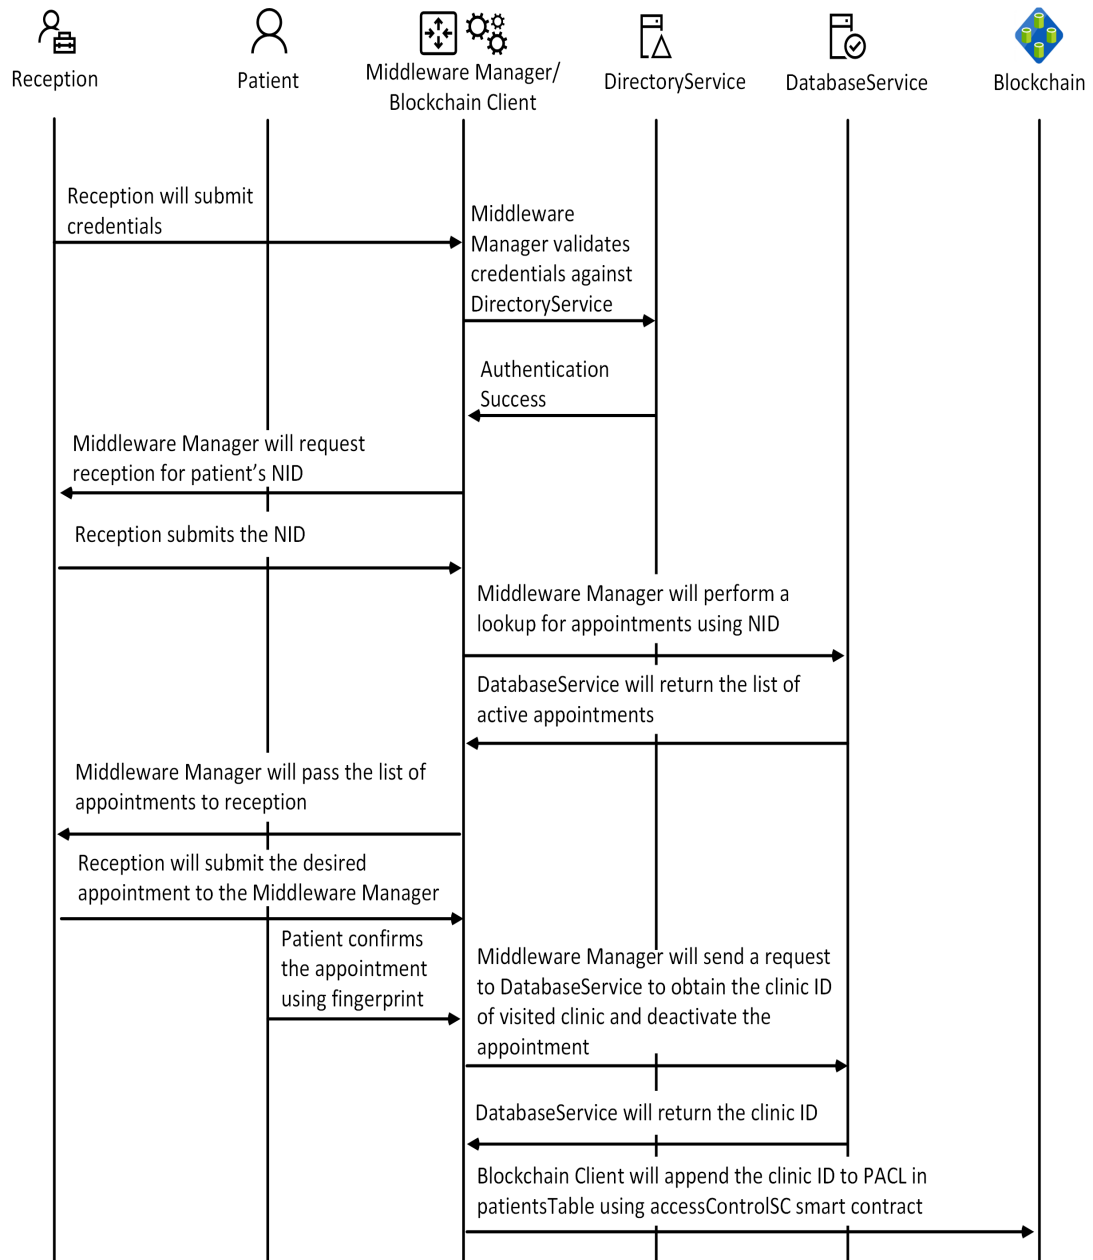 Reception
Patient
Middleware Manager/
Blockchain Client
DirectoryService
DatabaseService
Blockchain
Reception will submit
credentials
Middleware
Manager validates
credentials against
DirectoryService
Authentication
Success
Middleware Manager will request
reception for patient’s NID
Reception submits the NID
Middleware Manager will perform a
lookup for appointments using NID
DatabaseService will return the list of
active appointments
Middleware Manager will pass the list of
appointments to reception
Reception will submit the desired
appointment to the Middleware Manager
Patient confirms
the appointment
using fingerprint
Middleware Manager will send a request
to DatabaseService to obtain the clinic ID
of visited clinic and deactivate the
appointment
DatabaseService will return the clinic ID
Blockchain Client will append the clinic ID to PACL in
patientsTable using accessControlSC smart contract